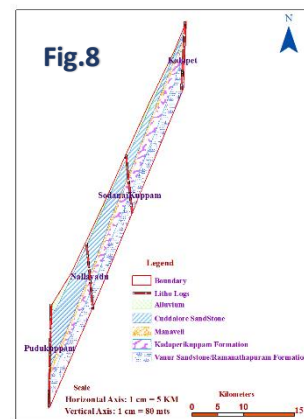 N
Fig.8
Kalapet
Sodanai Kuppam
Nallavadu
Pudukuppam
Legend
Boundary
Litho Logs
Alluvium
Cuddalore SandStone
Manaveli
Kadaperikuppam Formation
Vanur Sandstone/Ramanathapuram Formation
Scale
Horizontal Axis: 1 cm = 5 KM
Vertical Axis: 1 cm = 80 mts
Kilometers
0 2.5 5 10 15